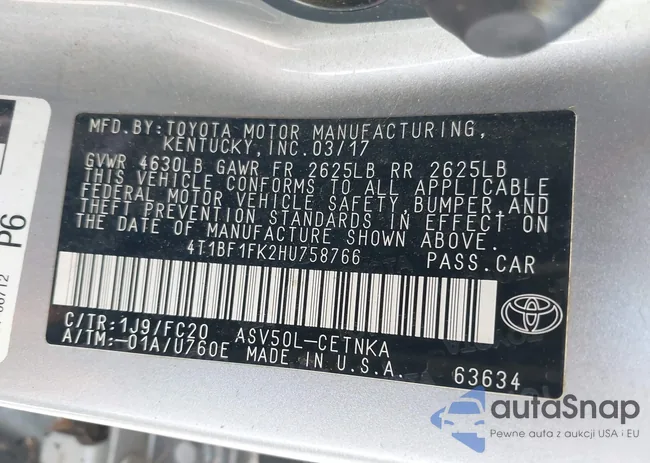 MFD.BY:TOYOTA MOTOR MANUFACTURING,
KENTUCKY, INC.03/17
GVWR 4630LB GAWR FR 2625LB RR 2625LB
THIS VEHICLE CONFORMS TO ALL APPLICABLE
FEDERAL MOTOR VEHICLE SAFETY, BUMPER,AND
THEFT PREVENTION STANDARDS IN EFFECT ON
THE DATE OF MANUFACTURE SHOWN ABOVE.
4T1BF1FK2HU758766 PASS.CAR
C/TR:1J9/FC20 ASV50L-CETNKA
A/TM:-01A/U760E MADE IN U.S.A.
63634
P6
autaSnap
Pewne auta z aukcji USA i EU